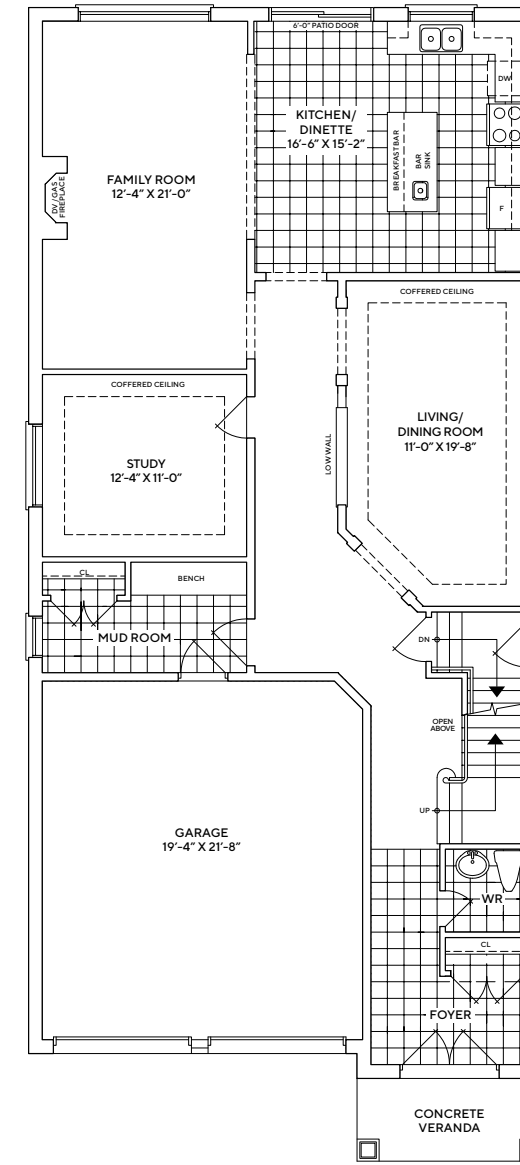 6'-0" PATIO DOOR
DW
KITCHEN/
DINETTE
16'-6" X 15'-2"
BREAKFAST BAR
BAR
SINK
F
FAMILY ROOM
12'-4" X 21'-0"
DV/GAS
FIREPLACE
COFFERED CEILING
COFFERED CEILING
LIVING/
DINING ROOM
11'-0" X 19'-8"
LOW WALL
STUDY
12'-4" X 11'-0"
CL
BENCH
MUD ROOM
DN
OPEN
ABOVE
UP
GARAGE
19'-4" X 21'-8"
WR
CL
FOYER
CONCRETE
VERANDA